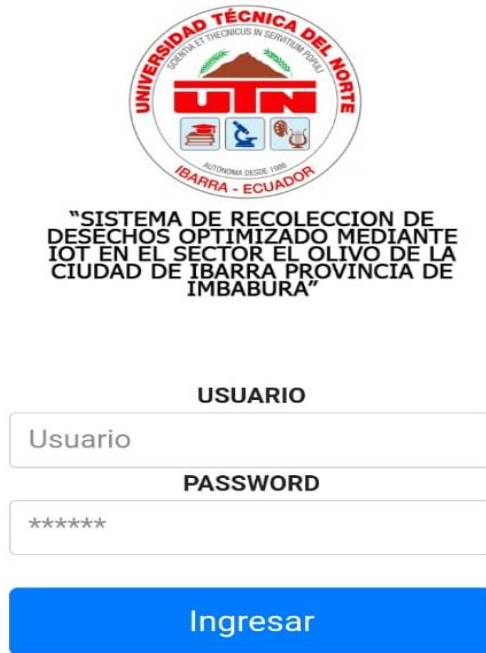 UNIVERSIDAD TÉCNICA DEL NORTE
SCIENTIA ET THECNICUS IN SERVITIUM POPULI
UTN
AUTÓNOMA DESDE 1986
IBARRA - ECUADOR
"SISTEMA DE RECOLECCION DE
DESECHOS OPTIMIZADO MEDIANTE
IOT EN EL SECTOR EL OLIVO DE LA
CIUDAD DE IBARRA PROVINCIA DE
IMBABURA"
USUARIO
Usuario
PASSWORD
******
Ingresar